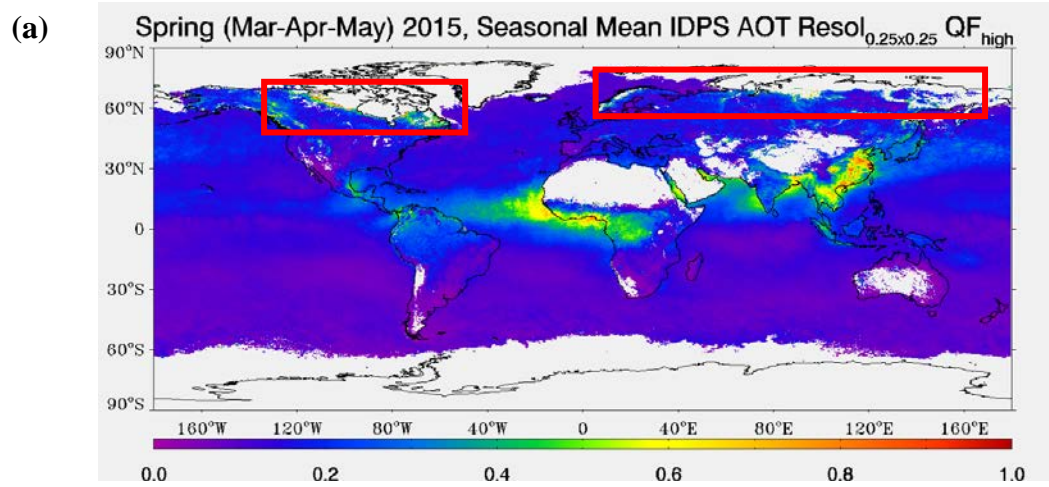 (a)
Spring (Mar-Apr-May) 2015, Seasonal Mean IDPS AOT Resol0.25x0.25 QFhigh
90°N
60°N
30°N
0
30°S
60°S
90°S
160°W 120°W 80°W 40°W 0 40°E 80°E 120°E 160°E
0.0 0.2 0.4 0.6 0.8 1.0